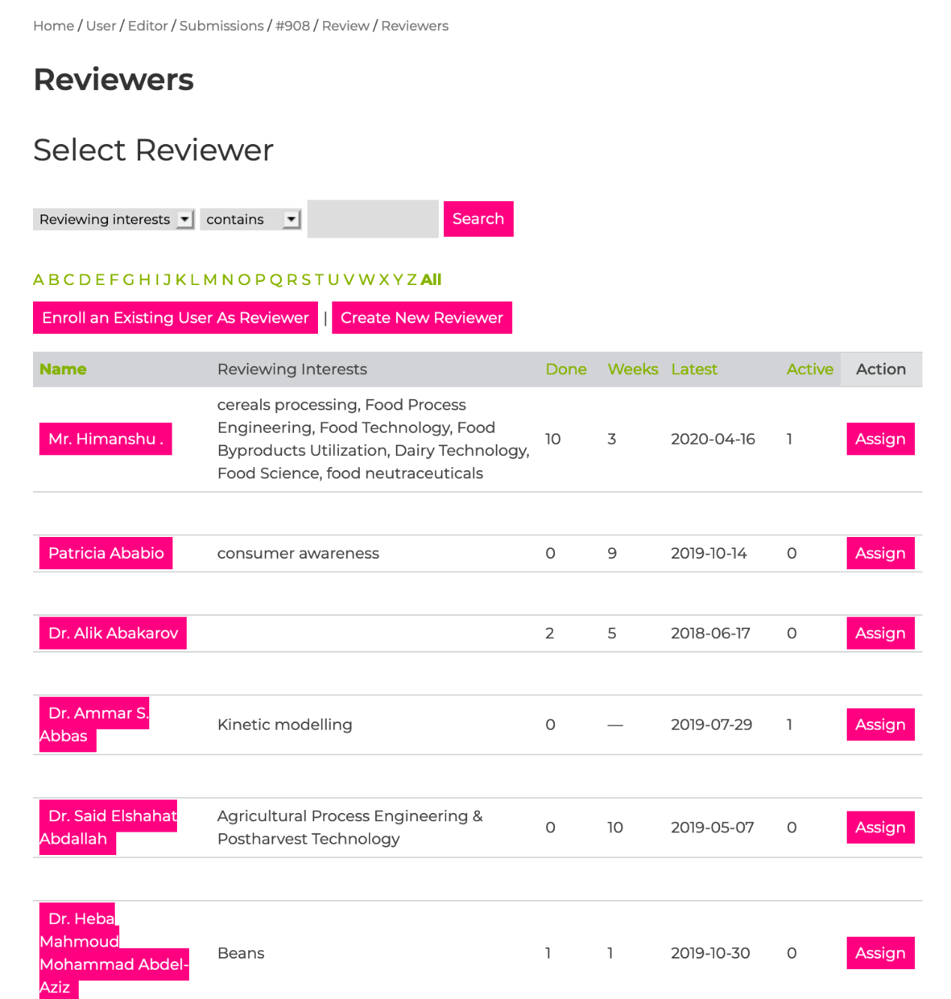 Home / User / Editor / Submissions / #908 / Review / Reviewers
Reviewers
Select Reviewer
Reviewing interests contains Search
A B C D E F G H I J K L M N O P Q R S T U V W X Y Z All
Enroll an Existing User As Reviewer | Create New Reviewer
Name Reviewing Interests Done Weeks Latest Active Action
cereals processing, Food Process
Engineering, Food Technology, Food
Mr. Himanshu . 10 3 2020-04-16 1 Assign
Byproducts Utilization, Dairy Technology,
Food Science, food neutraceuticals
Patricia Ababio consumer awareness 0 9 2019-10-14 0 Assign
Dr. Alik Abakarov 2 5 2018-06-17 0 Assign
Dr. Ammar S.
Abbas
Kinetic modelling 0 — 2019-07-29 1 Assign
Dr. Said Elshahat
Abdallah
Agricultural Process Engineering &
Postharvest Technology
0 10 2019-05-07 0 Assign
Dr. Heba
Mahmoud
Mohammad Abdel-
Aziz
Beans 1 1 2019-10-30 0 Assign